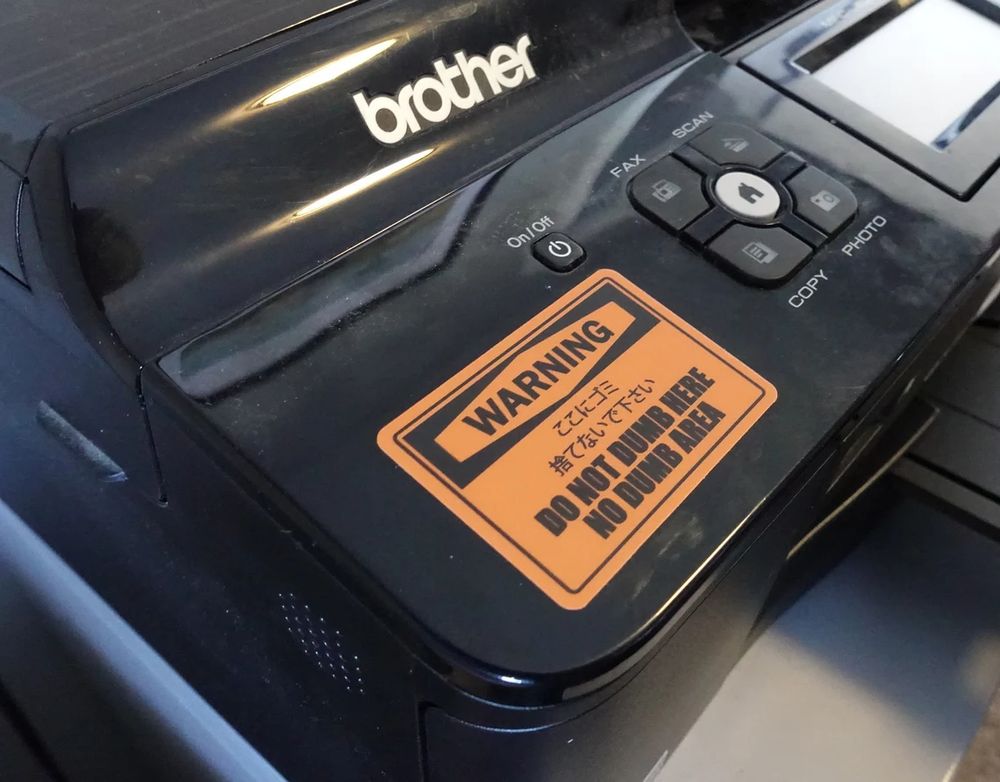 brother
SCAN
FAX
PHOTO
COPY
On/Off
WARNING
ここにゴミ
捨てないで下さい
DO NOT DUMB HERE
NO DUMB AREA